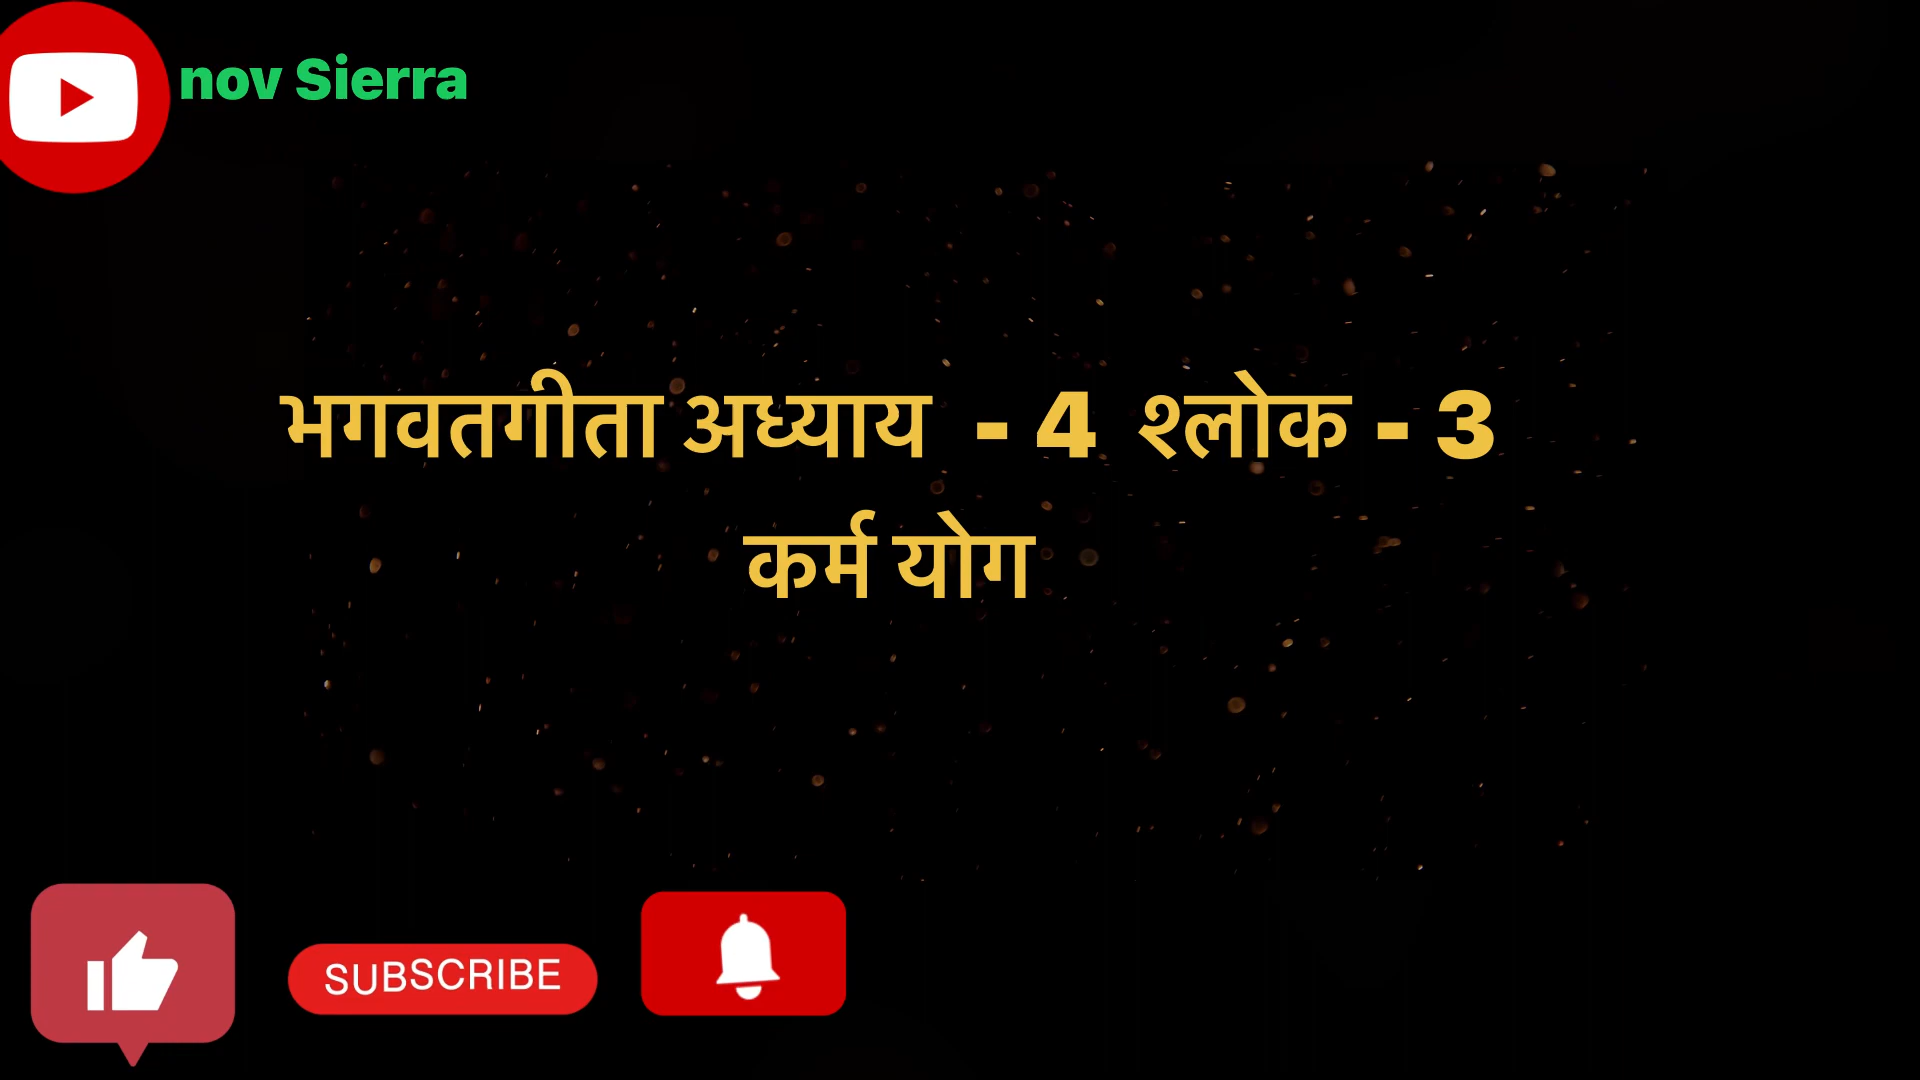 nov Sierra
भगवतगीता अध्याय - 4 श्लोक - 3
कर्म योग
SUBSCRIBE